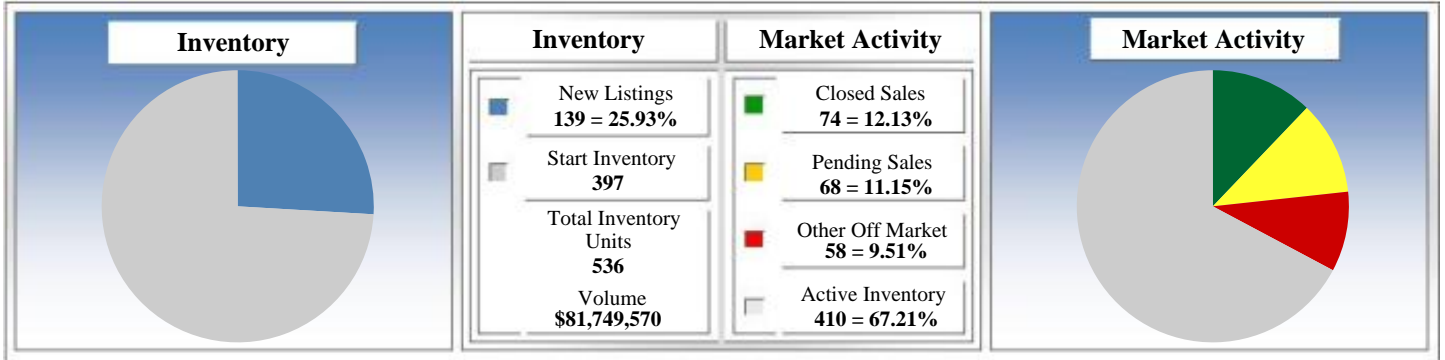 Inventory
Inventory
Market Activity
New Listings
139 = 25.93%
Start Inventory
397
Total Inventory
Units
536
Volume
$81,749,570
Closed Sales
74 = 12.13%
Pending Sales
68 = 11.15%
Other Off Market
58 = 9.51%
Active Inventory
410 = 67.21%
Market Activity